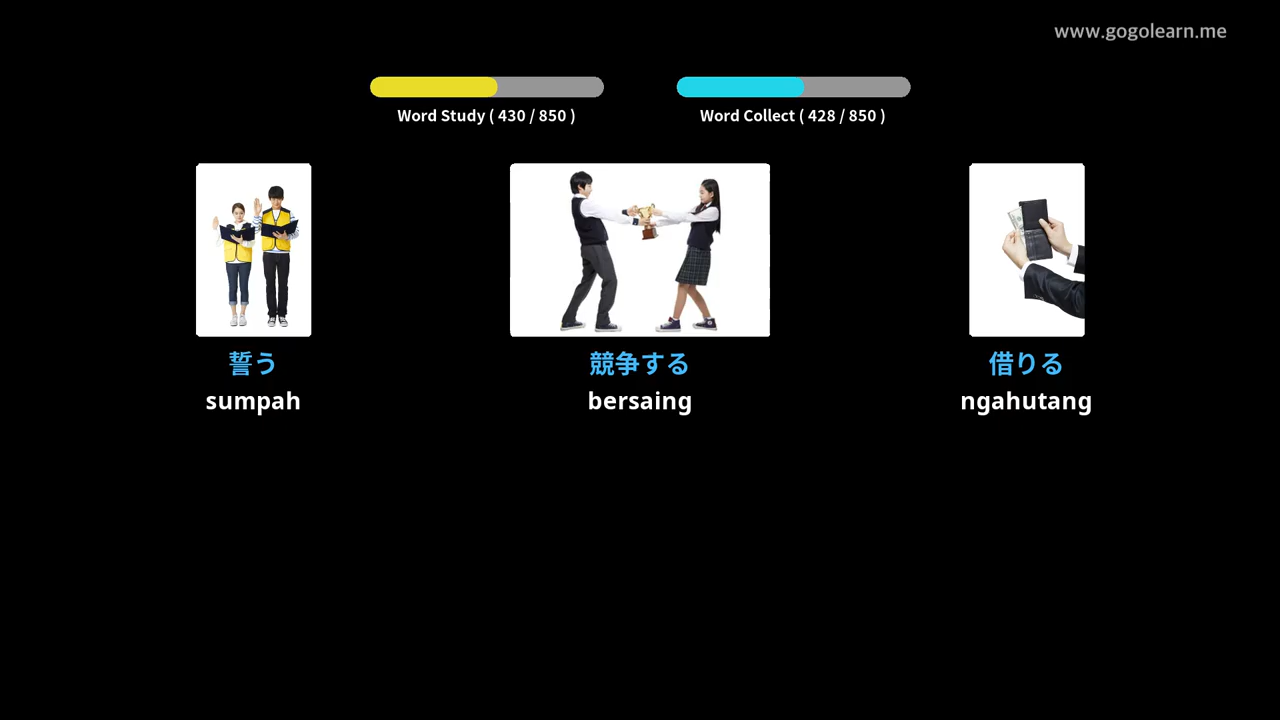 www.gogolearn.me
Word Study ( 430 / 850 )
Word Collect ( 428 / 850 )
誓う
sumpah
競争する
bersaing
借りる
ngahutang